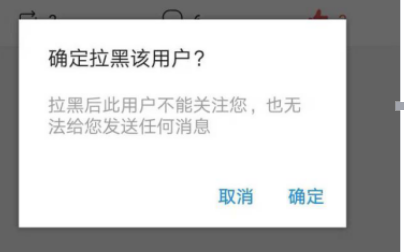 确定拉黑该用户？
拉黑后此用户不能关注您，也无
法给您发送任何消息
取消 确定